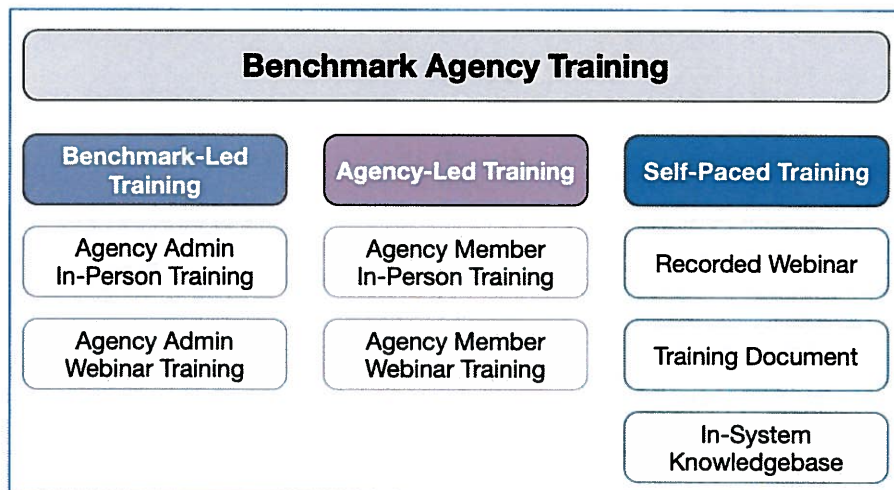 Benchmark Agency Training
Benchmark-Led
Training
Agency Admin
In-Person Training
Agency Admin
Webinar Training
Agency-Led Training
Agency Member
In-Person Training
Agency Member
Webinar Training
Self-Paced Training
Recorded Webinar
Training Document
In-System
Knowledgebase